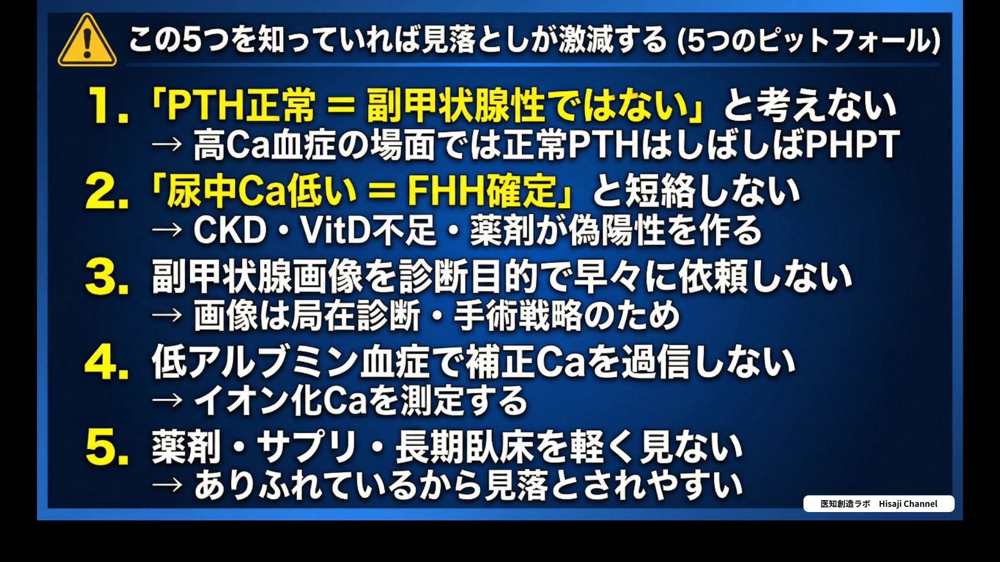 この5つを知っていれば見落としが激減する (5つのピットフォール)
1. 「PTH正常 = 副甲状腺性ではない」と考えない
→ 高Ca血症の場面では正常PTHはしばしばPHPT
2. 「尿中Ca低い = FHH確定」と短絡しない
→ CKD・VitD不足・薬剤が偽陽性を作る
3. 副甲状腺画像を診断目的で早々に依頼しない
→ 画像は局在診断・手術戦略のため
4. 低アルブミン血症で補正Caを過信しない
→ イオン化Caを測定する
5. 薬剤・サプリ・長期臥床を軽く見ない
→ ありふれているから見落とされやすい
医知創造ラボ　Hisaji Channel